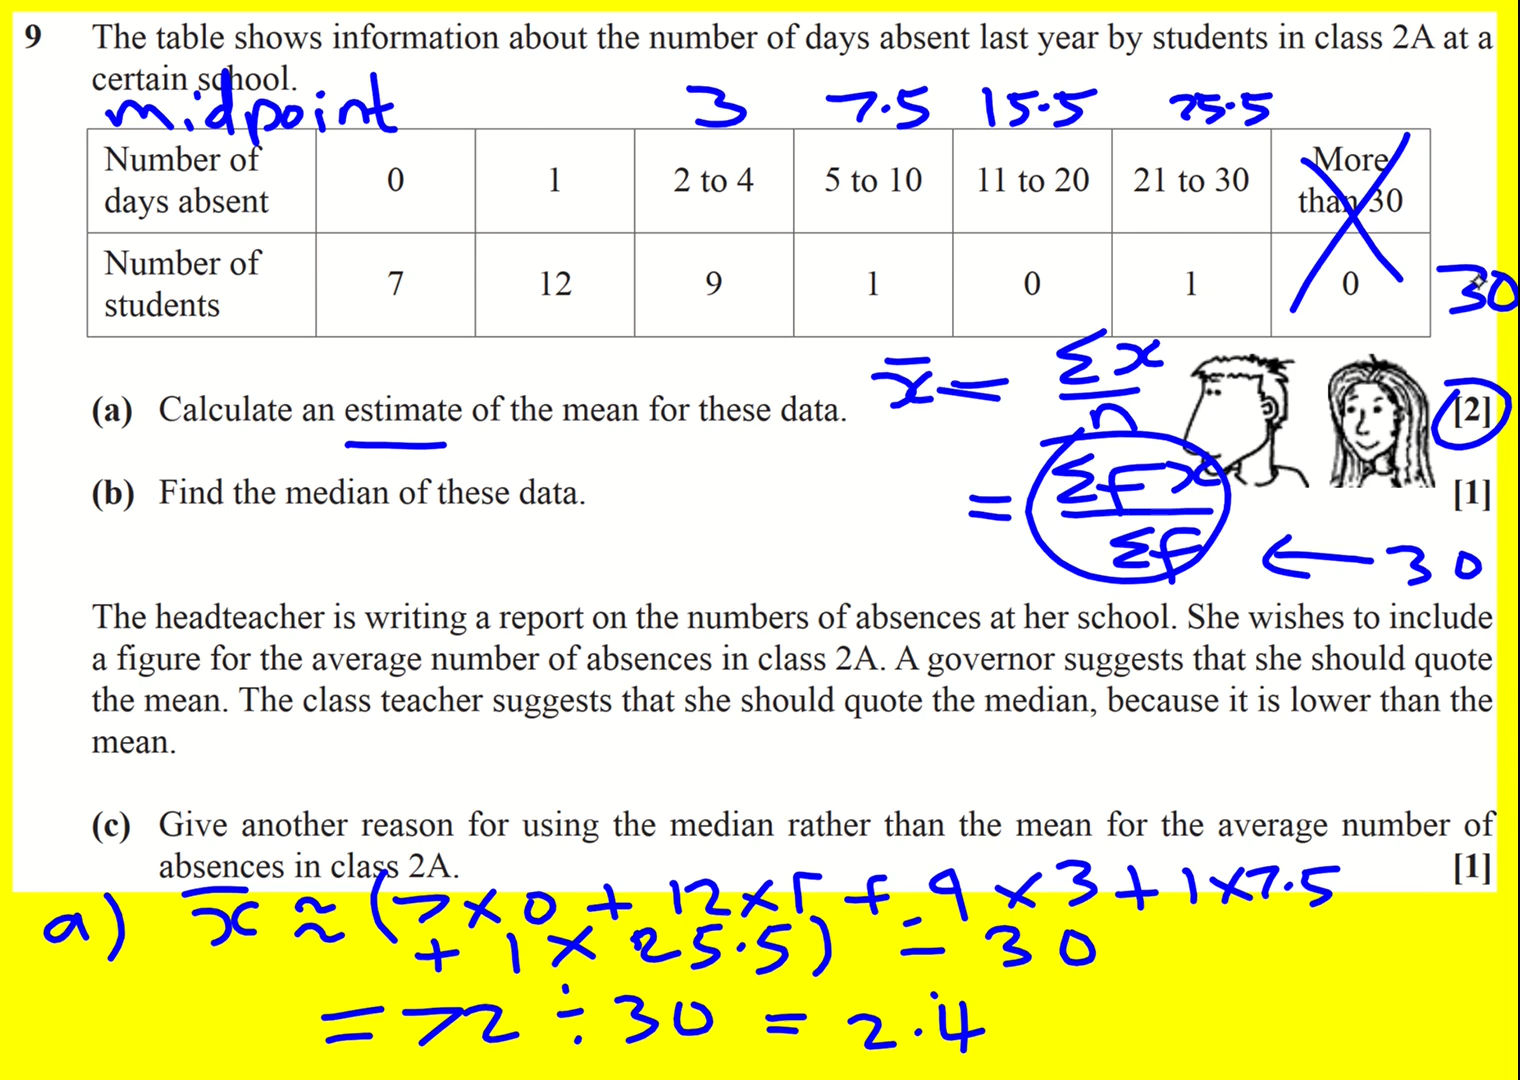 9 The table shows information about the number of days absent last year by students in class 2A at a
certain school.
midpoint 3 7.5 15.5 25.5
Number of days absent 0 1 2 to 4 5 to 10 11 to 20 21 to 30 More than 30
Number of students 7 12 9 1 0 1 0 30
x̄ = Σx / n
(a) Calculate an estimate of the mean for these data. [2]
= Σfx / Σf ← 30
(b) Find the median of these data. [1]
The headteacher is writing a report on the numbers of absences at her school. She wishes to include
a figure for the average number of absences in class 2A. A governor suggests that she should quote
the mean. The class teacher suggests that she should quote the median, because it is lower than the
mean.
(c) Give another reason for using the median rather than the mean for the average number of
absences in class 2A. [1]
a) x̄ ≈ (7×0 + 12×1 + 9×3 + 1×7.5
+ 1×25.5) ÷ 30
= 72 ÷ 30 = 2.4